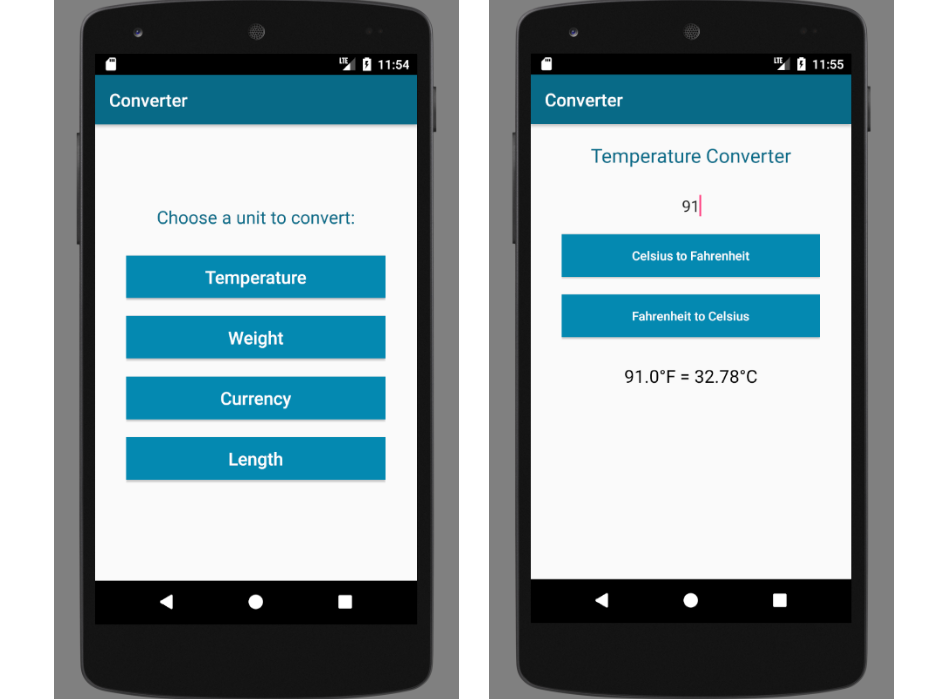 LTE 11:54
Converter
Choose a unit to convert:
Temperature
Weight
Currency
Length
LTE 11:55
Converter
Temperature Converter
91
Celsius to Fahrenheit
Fahrenheit to Celsius
91.0°F = 32.78°C